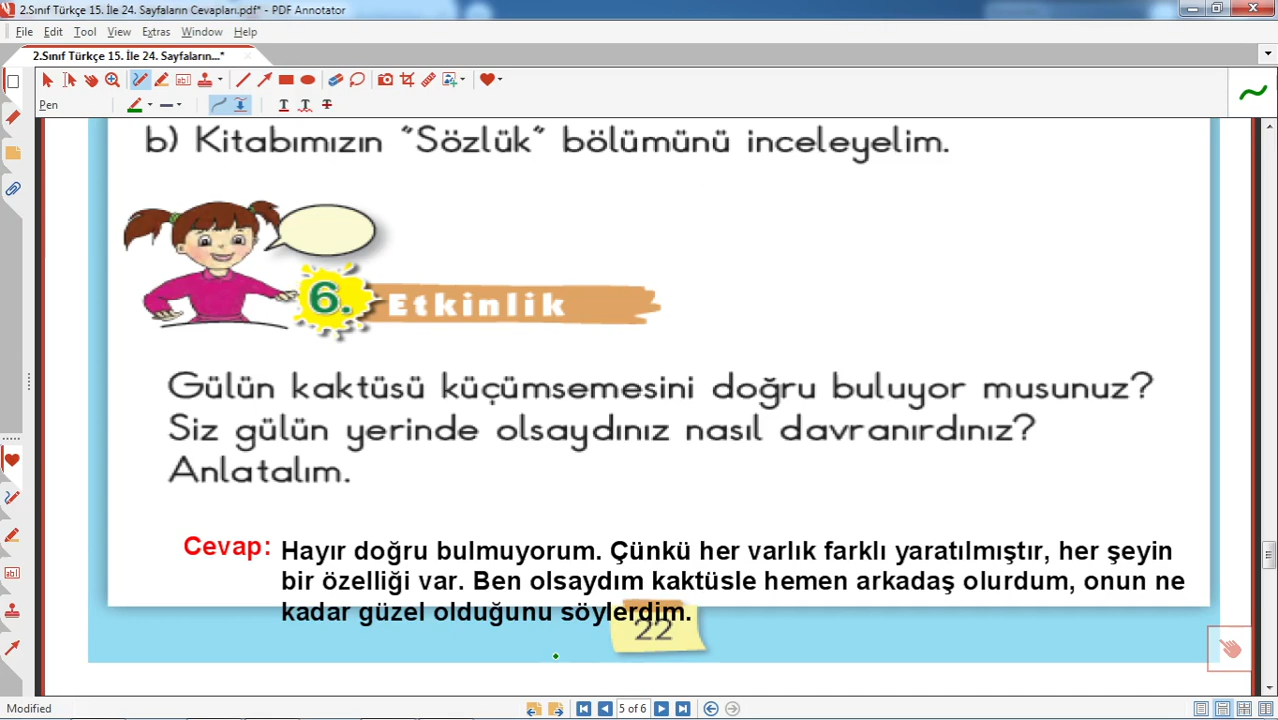 2.Sınıf Türkçe 15. İle 24. Sayfaların Cevapları.pdf* - PDF Annotator
File Edit Tool View Extras Window Help
2.Sınıf Türkçe 15. İle 24. Sayfaların...*
Pen
b) Kitabımızın “Sözlük” bölümünü inceleyelim.
6. Etkinlik
Gülün kaktüsü küçümsemesini doğru buluyor musunuz?
Siz gülün yerinde olsaydınız nasıl davranırdınız?
Anlatalım.
Cevap: Hayır doğru bulmuyorum. Çünkü her varlık farklı yaratılmıştır, her şeyin
bir özelliği var. Ben olsaydım kaktüsle hemen arkadaş olurdum, onun ne
kadar güzel olduğunu söylerdim.
22
Modified 5 of 6